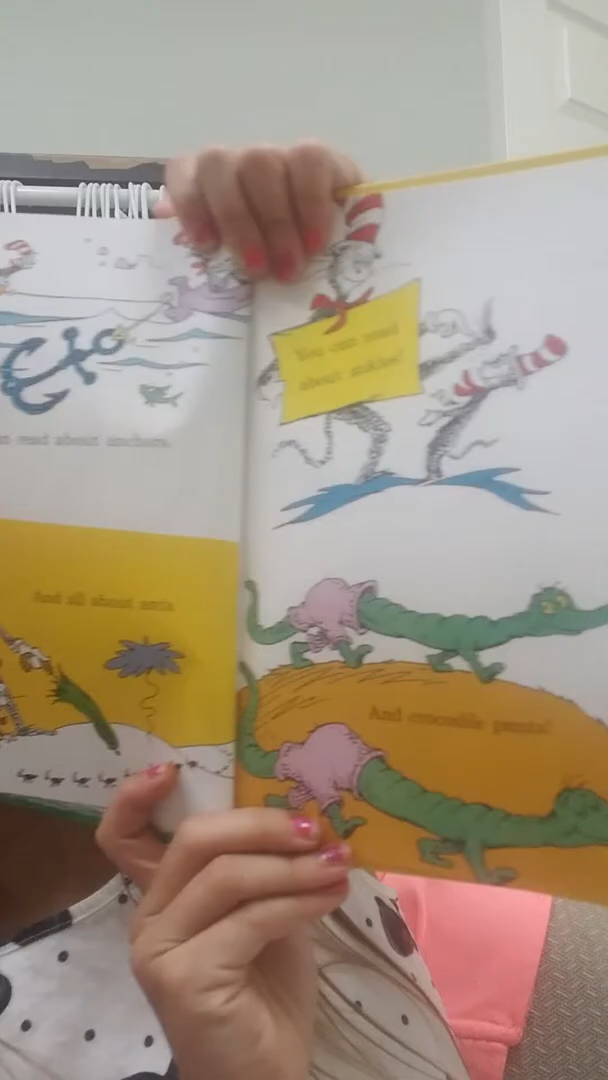 n read about anchors.
And all about ants.
You can read
about ankles!
And crocodile pants!